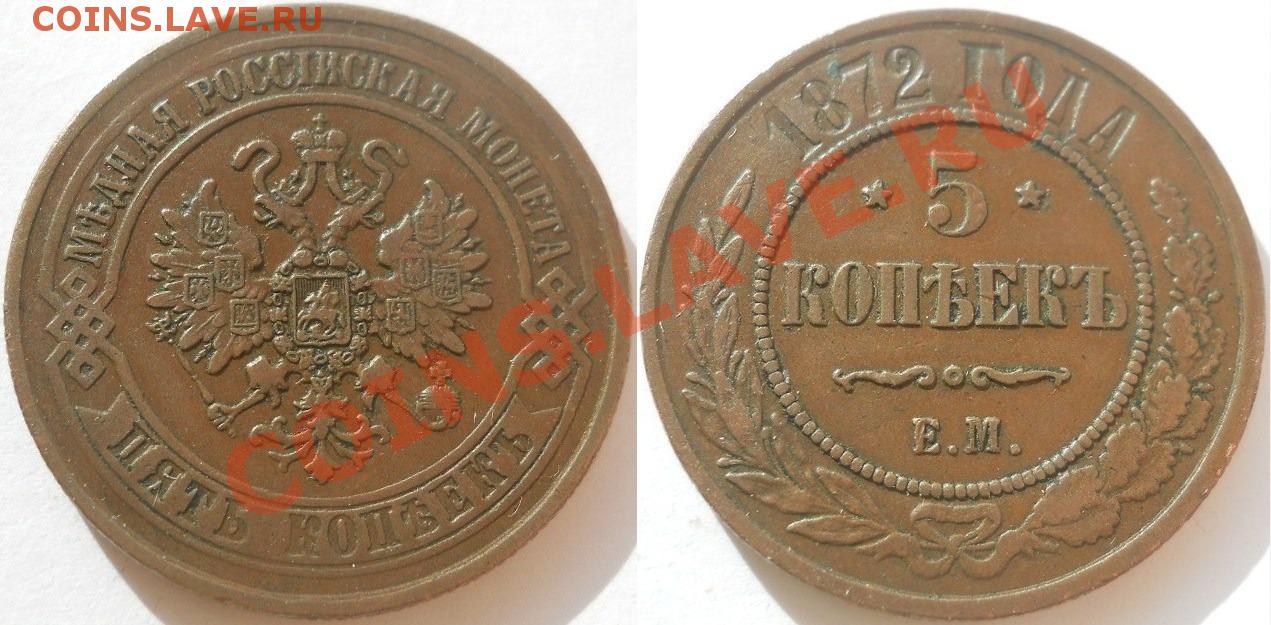 COINS.LAVE.RU
МѢДНАЯ РОССІЙСКАЯ МОНЕТА
ПЯТЬ КОПѢЕКЪ
1872 ГОДА
5
КОПѢЕКЪ
Е.М.
COINS.LAVE.RU